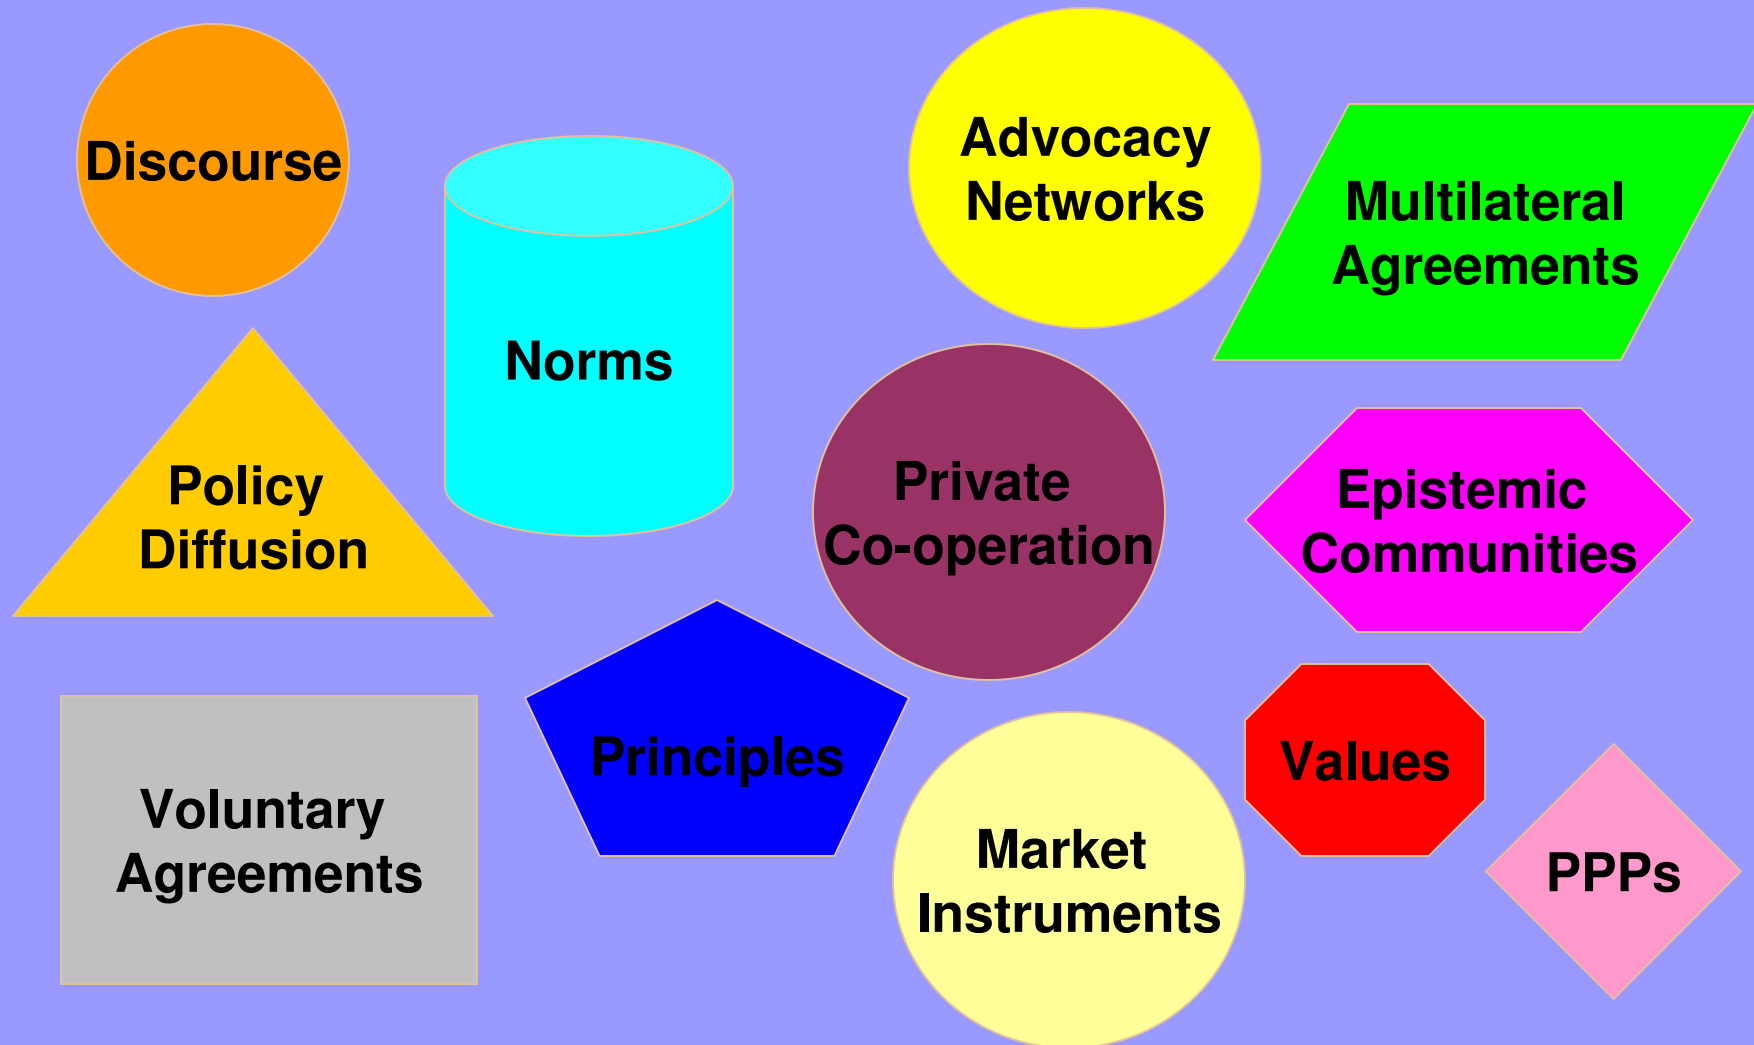 Discourse
Norms
Advocacy
Networks
Multilateral
Agreements
Policy
Diffusion
Private
Co-operation
Epistemic
Communities
Voluntary
Agreements
Principles
Market
Instruments
Values
PPPs